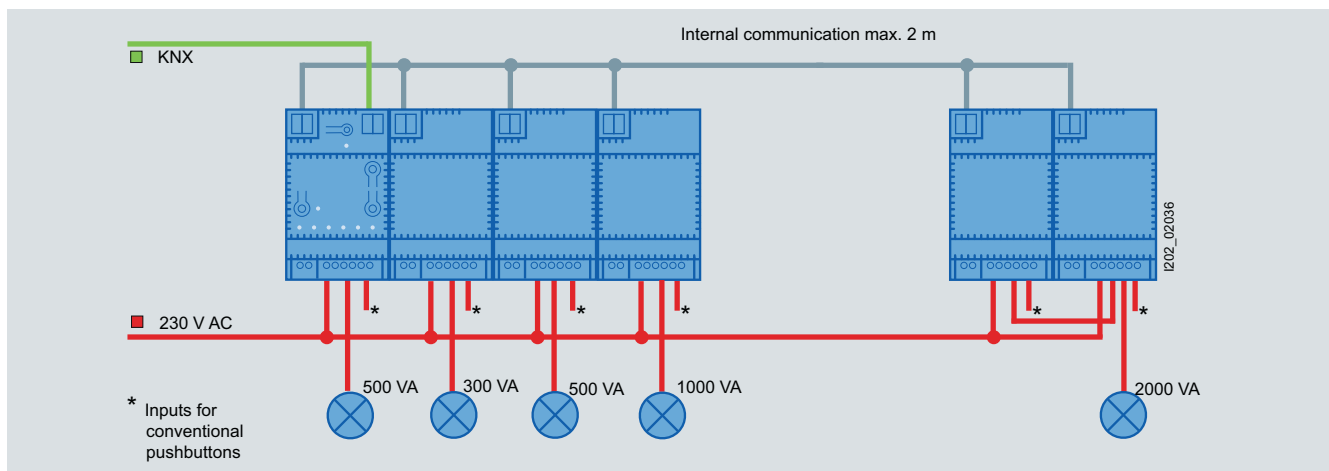 Internal communication max. 2 m
KNX
I202_02036
*
*
*
*
*
*
230 V AC
500 VA
300 VA
500 VA
1000 VA
2000 VA
* Inputs for
conventional
pushbuttons